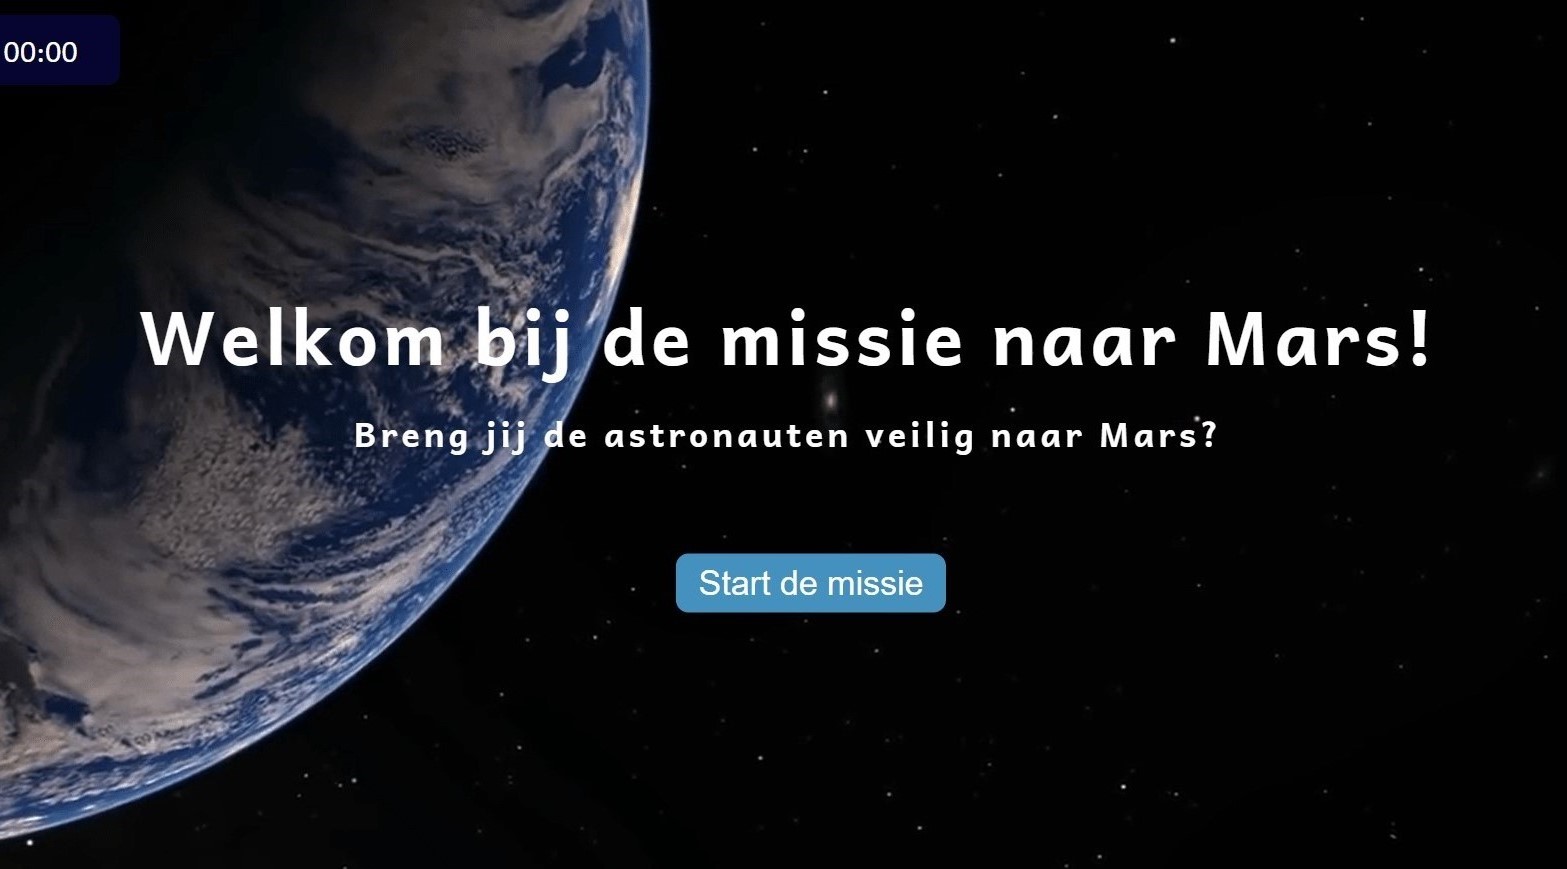 00:00
Welkom bij de missie naar Mars!
Breng jij de astronauten veilig naar Mars?
Start de missie